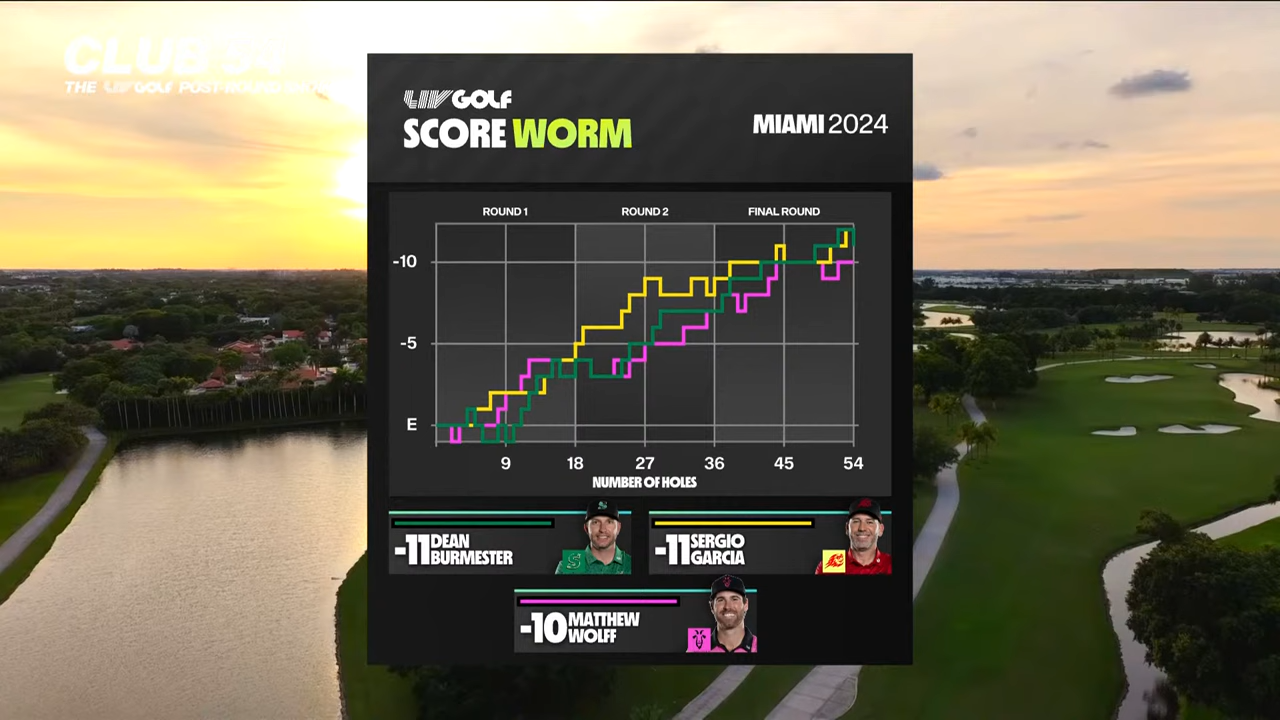 CLUB 54
THE LIV GOLF POST-ROUND SHOW
LIV GOLF
SCORE WORM
MIAMI 2024
ROUND 1 ROUND 2 FINAL ROUND
-10
-5
E
9 18 27 36 45 54
NUMBER OF HOLES
-11 DEAN BURMESTER
-11 SERGIO GARCIA
-10 MATTHEW WOLFF